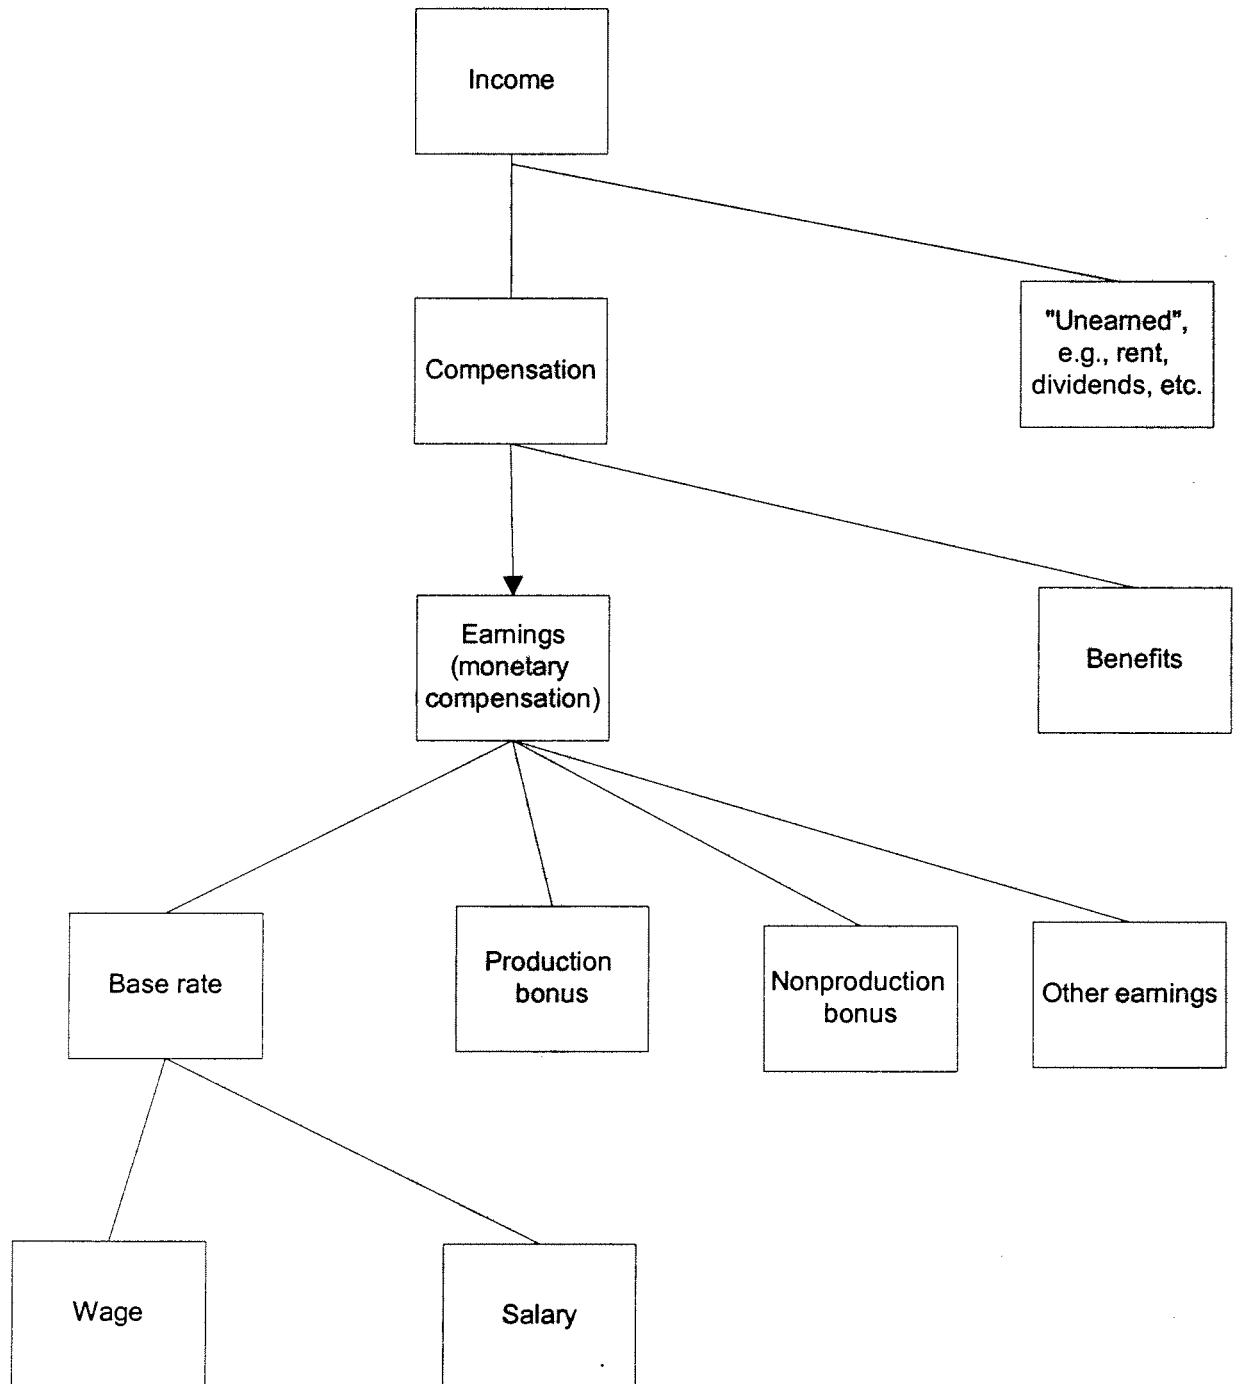 Income
Compensation
"Unearned",
e.g., rent,
dividends, etc.
Earnings
(monetary
compensation)
Benefits
Base rate
Production
bonus
Nonproduction
bonus
Other earnings
Wage
Salary